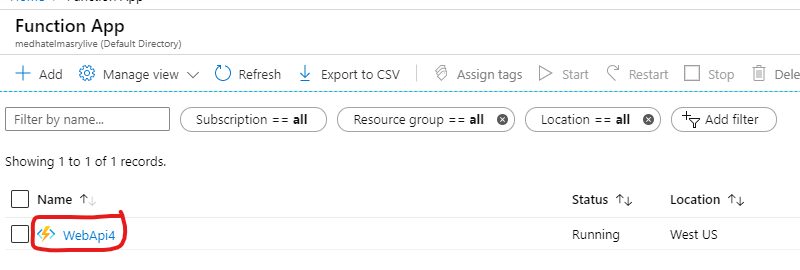 Function App
medhatelmasrylive (Default Directory)
Add Manage view Refresh Export to CSV Assign tags Start Restart Stop Dele
Filter by name... Subscription == all Resource group == all Location == all Add filter
Showing 1 to 1 of 1 records.
Name Status Location
WebApi4 Running West US